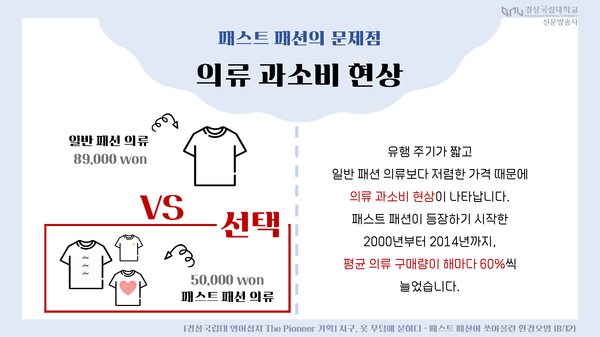 GNU 경상국립대학교
신문방송사
패스트 패션의 문제점
의류 과소비 현상
일반 패션 의류
89,000 won
VS
선택
50,000 won
패스트 패션 의류
유행 주기가 짧고
일반 패션 의류보다 저렴한 가격 때문에
의류 과소비 현상이 나타납니다.
패스트 패션이 등장하기 시작한
2000년부터 2014년까지,
평균 의류 구매량이 해마다 60%씩
늘었습니다.
[경상국립대 영어잡지 The Pioneer 기획] 지구, 옷 무덤에 묻히다 - 패스트 패션이 쏘아올린 환경오염 (8/12)